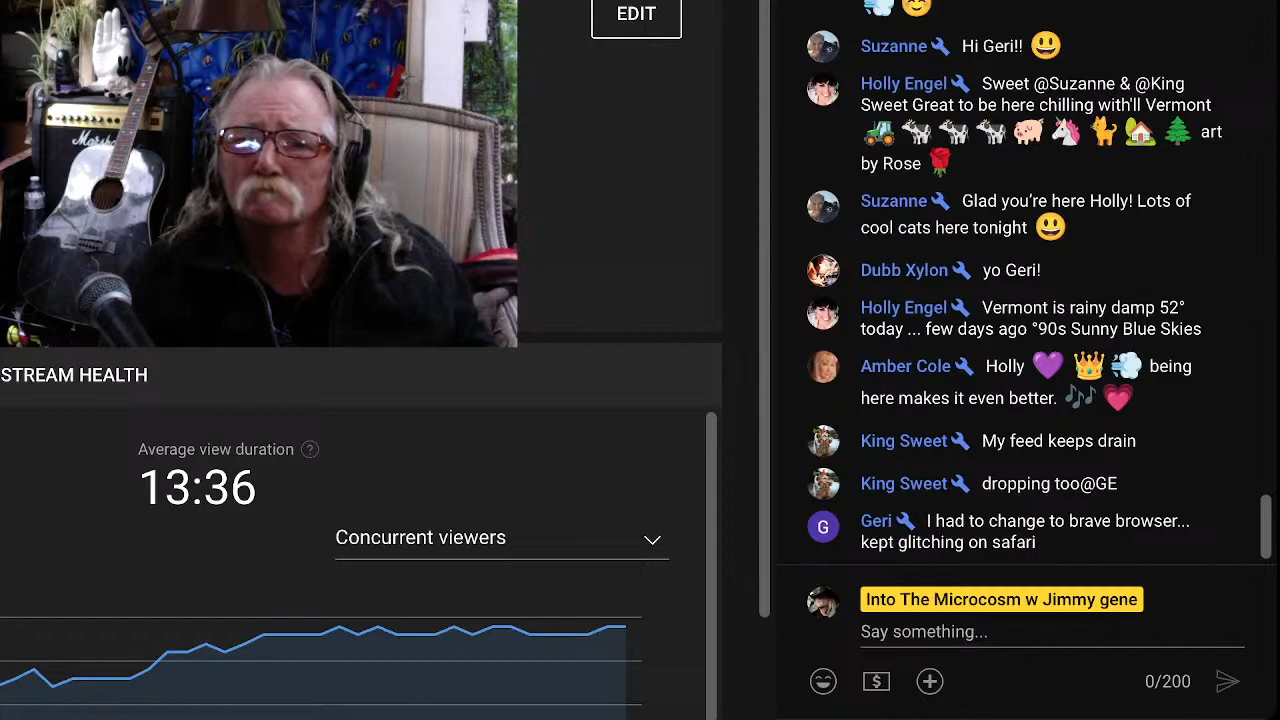 EDIT
Marshall
STREAM HEALTH
Average view duration ?
13:36
Concurrent viewers
Suzanne Hi Geri!! 😃
Holly Engel Sweet @Suzanne & @King
Sweet Great to be here chilling with'll Vermont
🚜🐄🐄🐄🐖🦄🐈🏡🌲 art
by Rose 🌹
Suzanne Glad you’re here Holly! Lots of
cool cats here tonight 😃
Dubb Xylon yo Geri!
Holly Engel Vermont is rainy damp 52°
today ... few days ago °90s Sunny Blue Skies
Amber Cole Holly 💜 👑💨 being
here makes it even better. 🎶💗
King Sweet My feed keeps drain
King Sweet dropping too@GE
G
Geri I had to change to brave browser...
kept glitching on safari
Into The Microcosm w Jimmy gene
Say something...
$
0/200